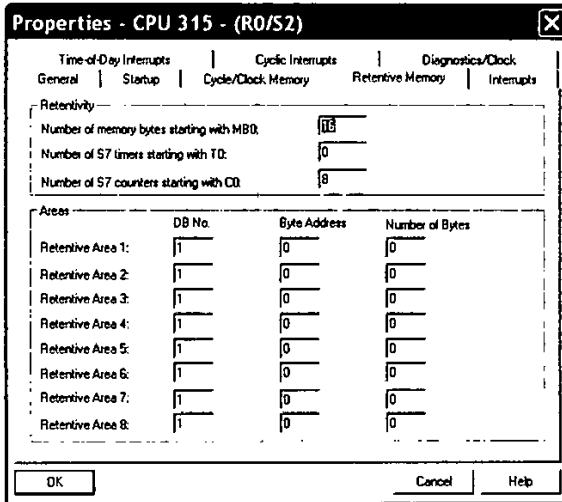 Properties - CPU 315 - (R0/S2)
Time-of-Day Interrupts Cyclic Interrupts Diagnostics/Clock
General Startup Cycle/Clock Memory Retentive Memory Interrupts
Retentivity
Number of memory bytes starting with MB0: 16
Number of S7 timers starting with T0: 0
Number of S7 counters starting with C0: 8
Areas
DB No. Byte Address Number of Bytes
Retentive Area 1: 1 0 0
Retentive Area 2: 1 0 0
Retentive Area 3: 1 0 0
Retentive Area 4: 1 0 0
Retentive Area 5: 1 0 0
Retentive Area 6: 1 0 0
Retentive Area 7: 1 0 0
Retentive Area 8: 1 0 0
OK Cancel Help